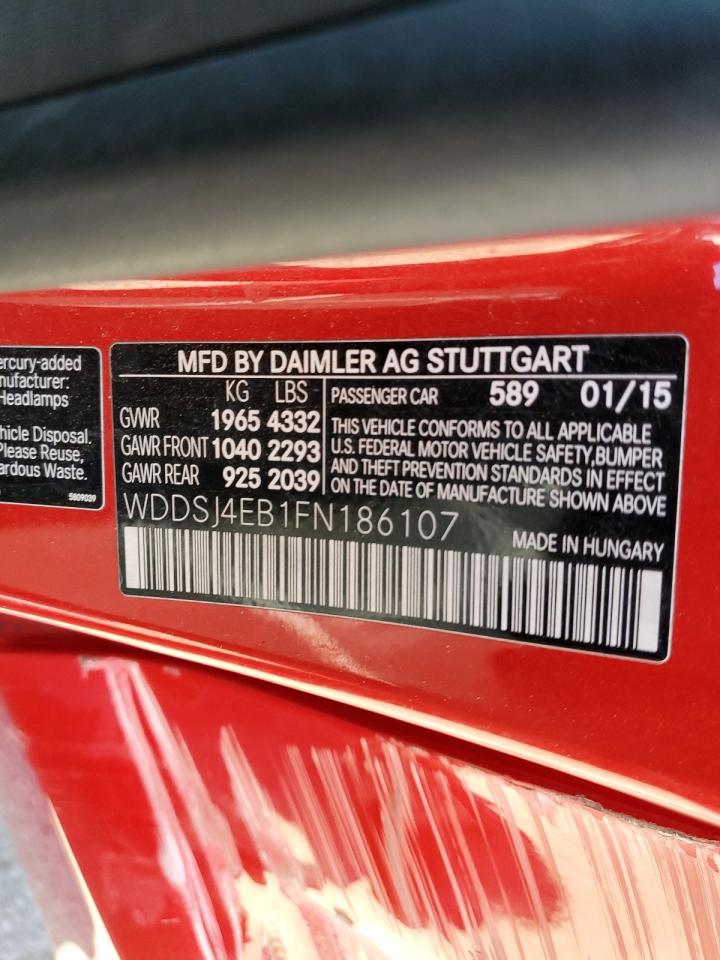 ercury-added
nufacturer:
Headlamps
hicle Disposal.
Please Reuse,
ardous Waste.
5809039
MFD BY DAIMLER AG STUTTGART
KG LBS
GVWR 1965 4332
GAWR FRONT 1040 2293
GAWR REAR 925 2039
PASSENGER CAR 589 01/15
THIS VEHICLE CONFORMS TO ALL APPLICABLE
U.S. FEDERAL MOTOR VEHICLE SAFETY,BUMPER
AND THEFT PREVENTION STANDARDS IN EFFECT
ON THE DATE OF MANUFACTURE SHOWN ABOVE
WDDSJ4EB1FN186107
MADE IN HUNGARY